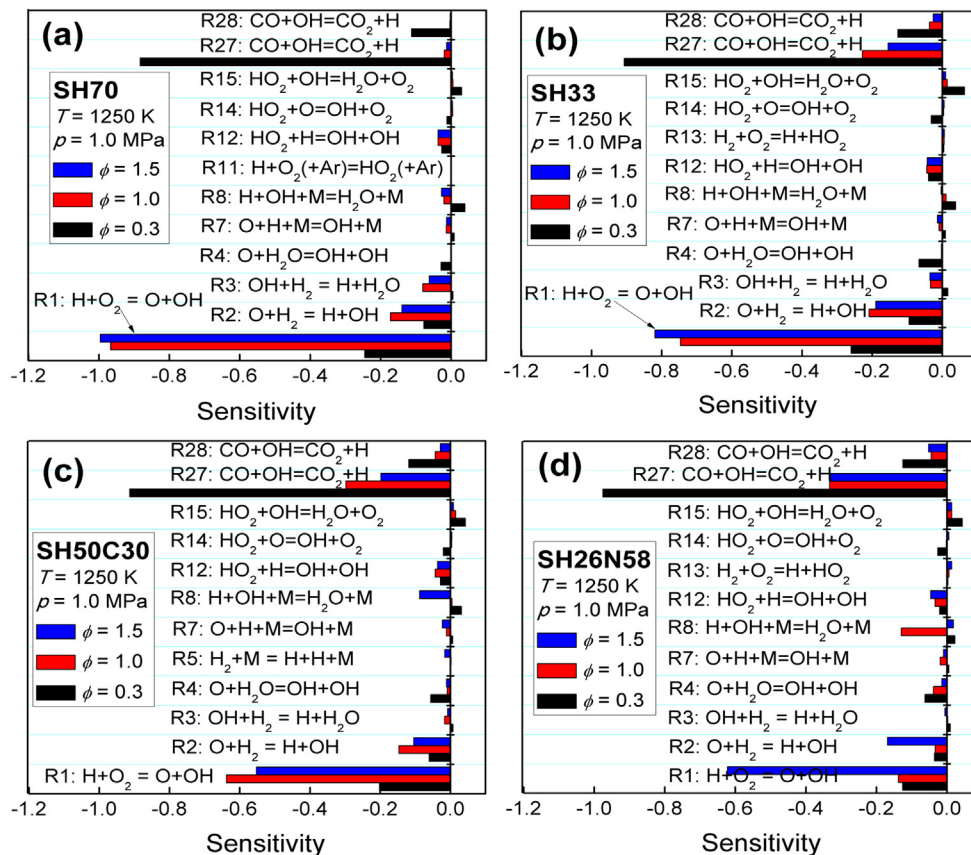 (a)
R28: CO+OH=CO₂+H
R27: CO+OH=CO₂+H
SH70
T = 1250 K
p = 1.0 MPa
ϕ = 1.5
ϕ = 1.0
ϕ = 0.3
R15: HO₂+OH=H₂O+O₂
R14: HO₂+O=OH+O₂
R12: HO₂+H=OH+OH
R11: H+O₂(+Ar)=HO₂(+Ar)
R8: H+OH+M=H₂O+M
R7: O+H+M=OH+M
R4: O+H₂O=OH+OH
R3: OH+H₂ = H+H₂O
R1: H+O₂ = O+OH
R2: O+H₂ = H+OH
-1.2 -1.0 -0.8 -0.6 -0.4 -0.2 0.0
Sensitivity
(b)
R28: CO+OH=CO₂+H
R27: CO+OH=CO₂+H
SH33
T = 1250 K
p = 1.0 MPa
ϕ = 1.5
ϕ = 1.0
ϕ = 0.3
R15: HO₂+OH=H₂O+O₂
R14: HO₂+O=OH+O₂
R13: H₂+O₂=H+HO₂
R12: HO₂+H=OH+OH
R8: H+OH+M=H₂O+M
R7: O+H+M=OH+M
R4: O+H₂O=OH+OH
R3: OH+H₂ = H+H₂O
R1: H+O₂ = O+OH
R2: O+H₂ = H+OH
-1.2 -1.0 -0.8 -0.6 -0.4 -0.2 0.0
Sensitivity
(c)
R28: CO+OH=CO₂+H
R27: CO+OH=CO₂+H
SH50C30
T = 1250 K
p = 1.0 MPa
ϕ = 1.5
ϕ = 1.0
ϕ = 0.3
R15: HO₂+OH=H₂O+O₂
R14: HO₂+O=OH+O₂
R12: HO₂+H=OH+OH
R8: H+OH+M=H₂O+M
R7: O+H+M=OH+M
R5: H₂+M = H+H+M
R4: O+H₂O=OH+OH
R3: OH+H₂ = H+H₂O
R2: O+H₂ = H+OH
R1: H+O₂ = O+OH
-1.2 -1.0 -0.8 -0.6 -0.4 -0.2 0.0
Sensitivity
(d)
R28: CO+OH=CO₂+H
R27: CO+OH=CO₂+H
SH26N58
T = 1250 K
p = 1.0 MPa
ϕ = 1.5
ϕ = 1.0
ϕ = 0.3
R15: HO₂+OH=H₂O+O₂
R14: HO₂+O=OH+O₂
R13: H₂+O₂=H+HO₂
R12: HO₂+H=OH+OH
R8: H+OH+M=H₂O+M
R7: O+H+M=OH+M
R4: O+H₂O=OH+OH
R3: OH+H₂ = H+H₂O
R2: O+H₂ = H+OH
R1: H+O₂ = O+OH
-1.2 -1.0 -0.8 -0.6 -0.4 -0.2 0.0
Sensitivity